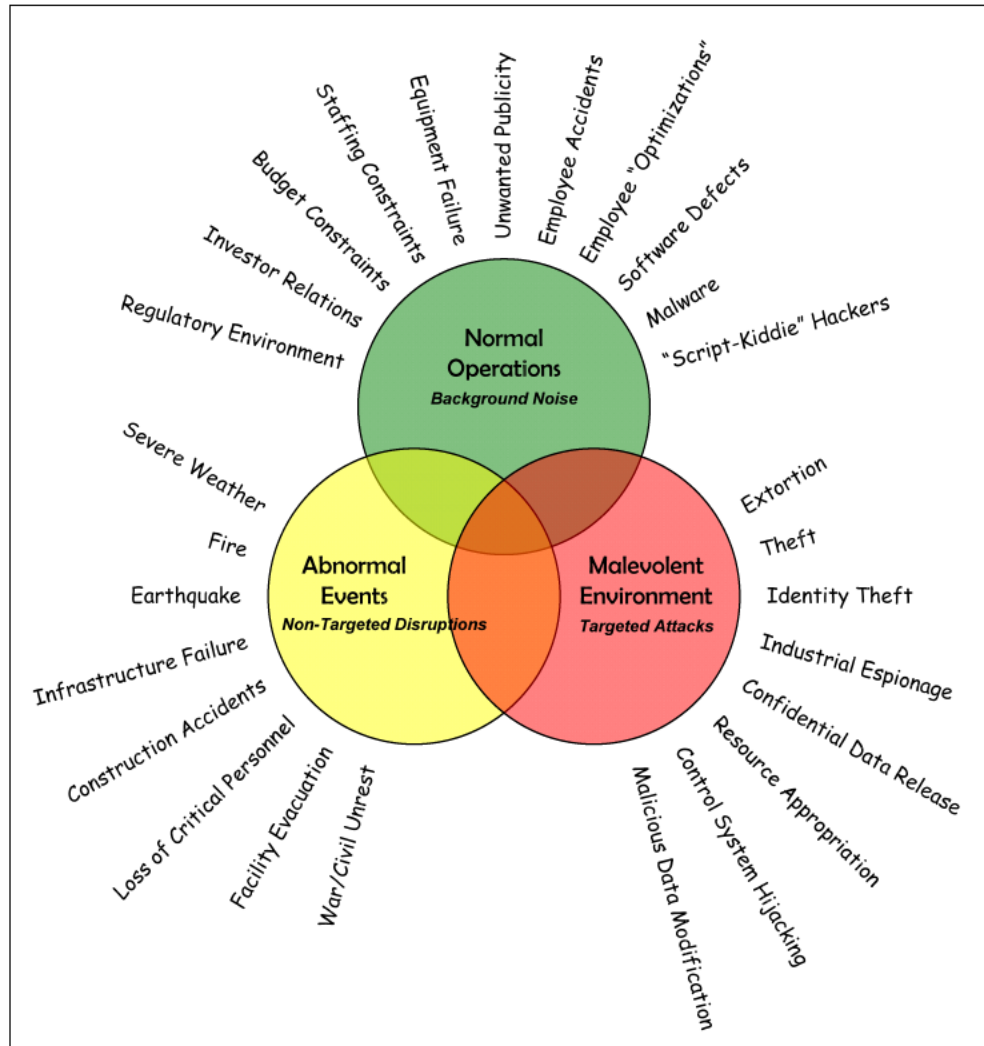 Regulatory Environment
Investor Relations
Budget Constraints
Staffing Constraints
Equipment Failure
Unwanted Publicity
Employee Accidents
Employee “Optimizations”
Software Defects
Malware
“Script-Kiddie” Hackers
Normal
Operations
Background Noise
Severe Weather
Fire
Earthquake
Infrastructure Failure
Construction Accidents
Loss of Critical Personnel
Facility Evacuation
War/Civil Unrest
Abnormal
Events
Non-Targeted Disruptions
Malevolent
Environment
Targeted Attacks
Extortion
Theft
Identity Theft
Industrial Espionage
Confidential Data Release
Resource Appropriation
Control System Hijacking
Malicious Data Modification